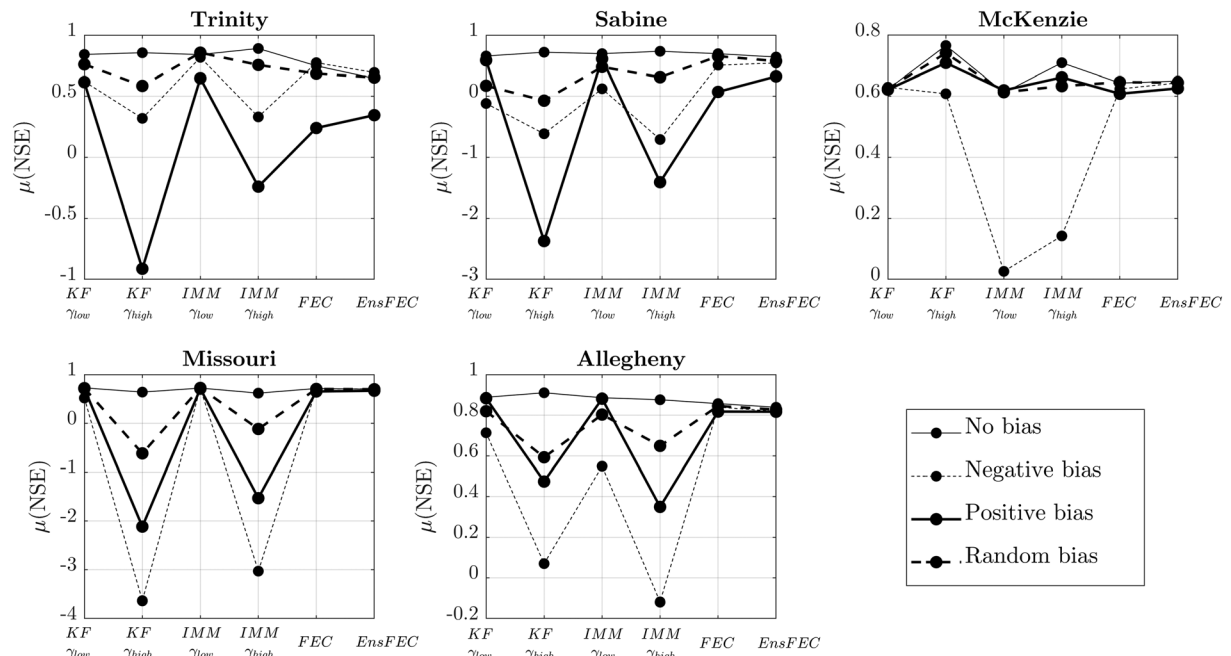 Trinity
1
0.5
0
-0.5
-1
μ(NSE)
KF γlow
KF γhigh
IMM γlow
IMM γhigh
FEC
EnsFEC
Sabine
1
0
-1
-2
-3
μ(NSE)
KF γlow
KF γhigh
IMM γlow
IMM γhigh
FEC
EnsFEC
McKenzie
0.8
0.6
0.4
0.2
0
μ(NSE)
KF γlow
KF γhigh
IMM γlow
IMM γhigh
FEC
EnsFEC
Missouri
1
0
-1
-2
-3
-4
μ(NSE)
KF γlow
KF γhigh
IMM γlow
IMM γhigh
FEC
EnsFEC
Allegheny
1
0.8
0.6
0.4
0.2
0
-0.2
μ(NSE)
KF γlow
KF γhigh
IMM γlow
IMM γhigh
FEC
EnsFEC
No bias
Negative bias
Positive bias
Random bias